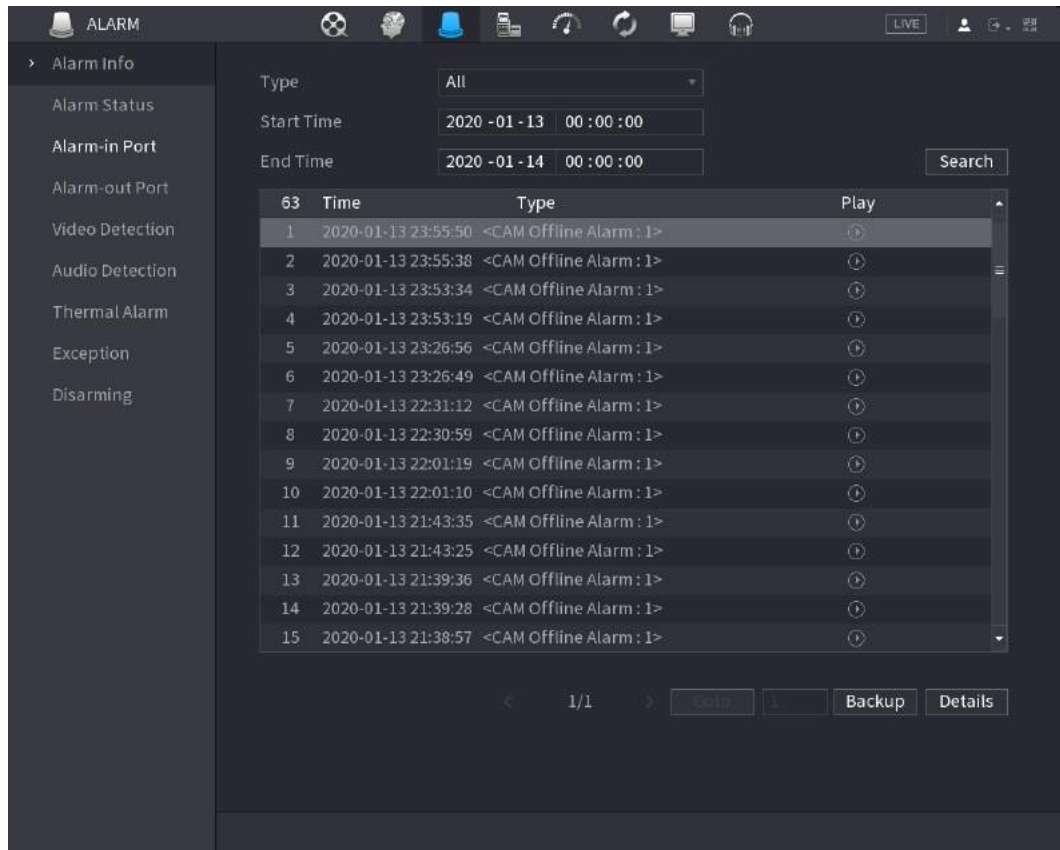 ALARM LIVE
Alarm Info
Alarm Status
Alarm-in Port
Alarm-out Port
Video Detection
Audio Detection
Thermal Alarm
Exception
Disarming
Type All
Start Time 2020 -01 -13 00 : 00 : 00
End Time 2020 -01 -14 00 : 00 : 00 Search
63 Time Type Play
1 2020-01-13 23:55:50 <CAM Offline Alarm : 1>
2 2020-01-13 23:55:38 <CAM Offline Alarm : 1>
3 2020-01-13 23:53:34 <CAM Offline Alarm : 1>
4 2020-01-13 23:53:19 <CAM Offline Alarm : 1>
5 2020-01-13 23:26:56 <CAM Offline Alarm : 1>
6 2020-01-13 23:26:49 <CAM Offline Alarm : 1>
7 2020-01-13 22:31:12 <CAM Offline Alarm : 1>
8 2020-01-13 22:30:59 <CAM Offline Alarm : 1>
9 2020-01-13 22:01:19 <CAM Offline Alarm : 1>
10 2020-01-13 22:01:10 <CAM Offline Alarm : 1>
11 2020-01-13 21:43:35 <CAM Offline Alarm : 1>
12 2020-01-13 21:43:25 <CAM Offline Alarm : 1>
13 2020-01-13 21:39:36 <CAM Offline Alarm : 1>
14 2020-01-13 21:39:28 <CAM Offline Alarm : 1>
15 2020-01-13 21:38:57 <CAM Offline Alarm : 1>
< 1/1 > Goto 1 Backup Details